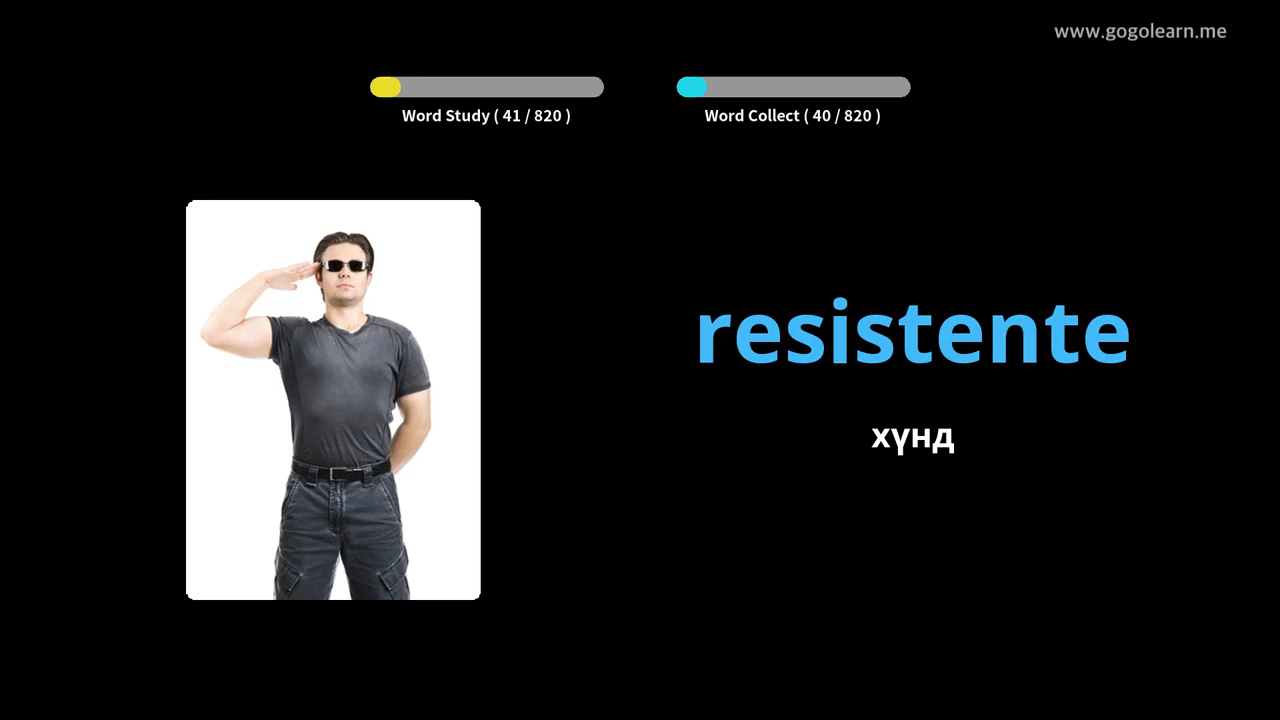 www.gogolearn.me
Word Study ( 41 / 820 )
Word Collect ( 40 / 820 )
resistente
хүнд